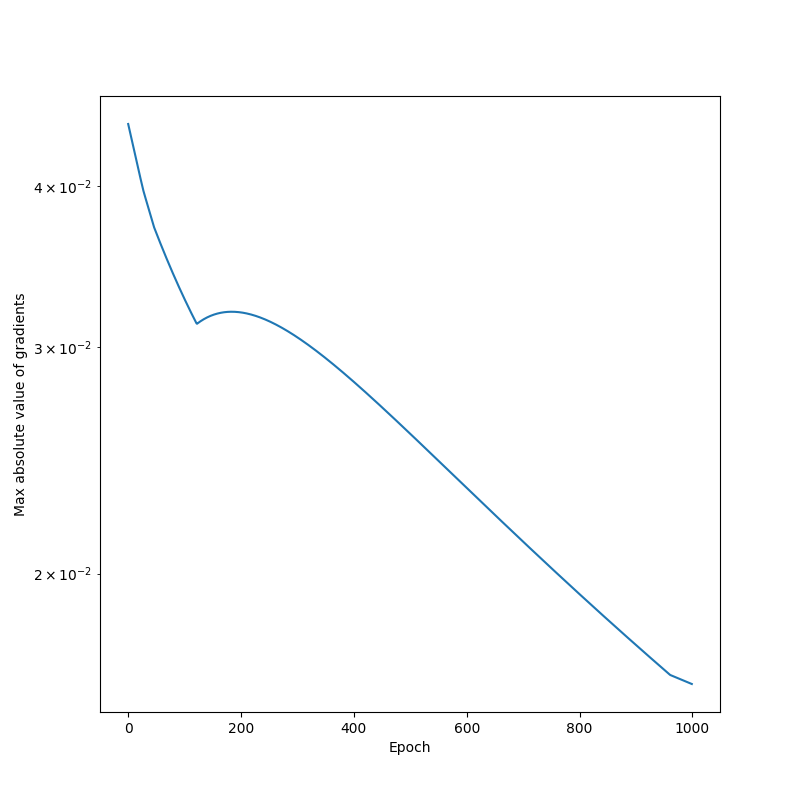 Max absolute value of gradients
4 × 10⁻²
3 × 10⁻²
2 × 10⁻²
0 200 400 600 800 1000
Epoch